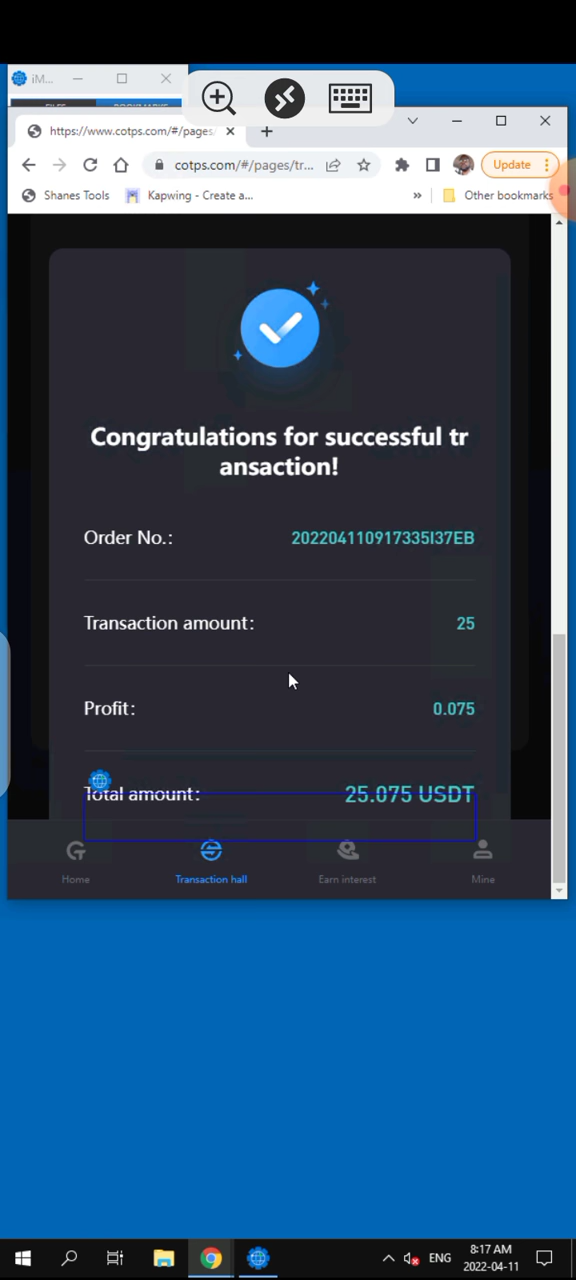 iM...
https://www.cotps.com/#/pages/
cotps.com/#/pages/tr...
Update
Shanes Tools
Kapwing - Create a...
»
Other bookmarks
Congratulations for successful tr
ansaction!
Order No.: 202204110917335I37EB
Transaction amount: 25
Profit: 0.075
Total amount: 25.075 USDT
Home
Transaction hall
Earn interest
Mine
ENG
8:17 AM
2022-04-11